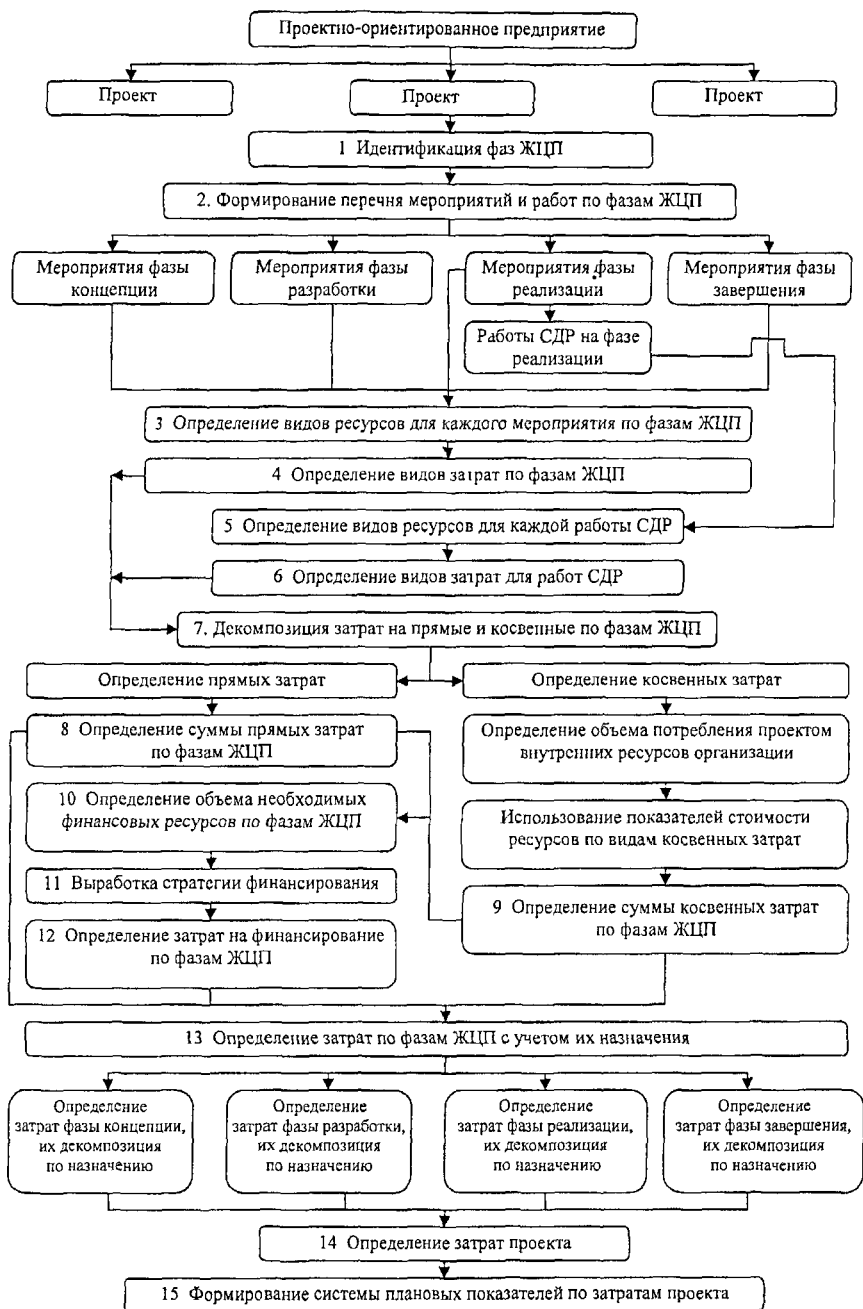 Проектно-ориентированное предприятие
Проект
Проект
Проект
1 Идентификация фаз ЖЦП
2. Формирование перечня мероприятий и работ по фазам ЖЦП
Мероприятия фазы
концепции
Мероприятия фазы
разработки
Мероприятия фазы
реализации
Мероприятия фазы
завершения
Работы СДР на фазе
реализации
3 Определение видов ресурсов для каждого мероприятия по фазам ЖЦП
4 Определение видов затрат по фазам ЖЦП
5 Определение видов ресурсов для каждой работы СДР
6 Определение видов затрат для работ СДР
7. Декомпозиция затрат на прямые и косвенные по фазам ЖЦП
Определение прямых затрат
Определение косвенных затрат
8 Определение суммы прямых затрат
по фазам ЖЦП
Определение объема потребления проектом
внутренних ресурсов организации
10 Определение объема необходимых
финансовых ресурсов по фазам ЖЦП
Использование показателей стоимости
ресурсов по видам косвенных затрат
11 Выработка стратегии финансирования
9 Определение суммы косвенных затрат
по фазам ЖЦП
12 Определение затрат на финансирование
по фазам ЖЦП
13 Определение затрат по фазам ЖЦП с учетом их назначения
Определение
затрат фазы концепции,
их декомпозиция
по назначению
Определение
затрат фазы разработки,
их декомпозиция
по назначению
Определение
затрат фазы реализации,
их декомпозиция
по назначению
Определение
затрат фазы завершения,
их декомпозиция
по назначению
14 Определение затрат проекта
15 Формирование системы плановых показателей по затратам проекта